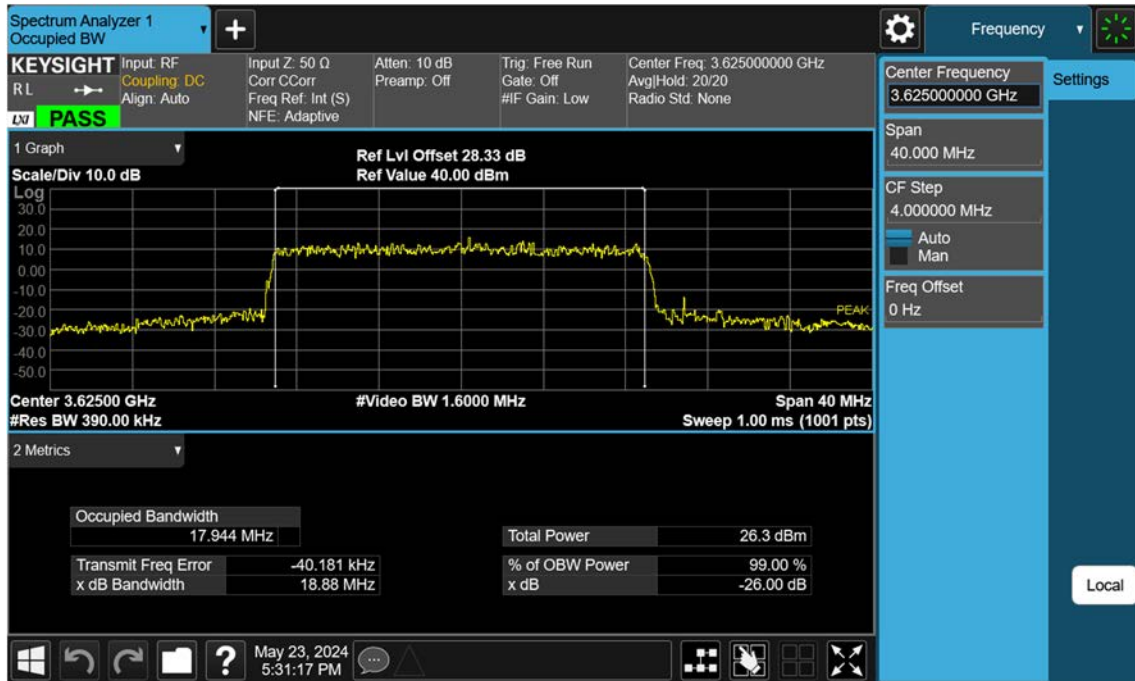 Spectrum Analyzer 1
Occupied BW
+
Frequency
KEYSIGHT
RL
LXI PASS
Input: RF
Coupling: DC
Align: Auto
Input Z: 50 Ω
Corr CCorr
Freq Ref: Int (S)
NFE: Adaptive
Atten: 10 dB
Preamp: Off
Trig: Free Run
Gate: Off
#IF Gain: Low
Center Freq: 3.625000000 GHz
Avg|Hold: 20/20
Radio Std: None
Center Frequency
3.625000000 GHz
Settings
Span
40.000 MHz
CF Step
4.000000 MHz
Auto
Man
Freq Offset
0 Hz
Local
1 Graph
Ref Lvl Offset 28.33 dB
Scale/Div 10.0 dB
Ref Value 40.00 dBm
Log
30.0
20.0
10.0
0.00
-10.0
-20.0
PEAK
-30.0
-40.0
-50.0
Center 3.62500 GHz
#Video BW 1.6000 MHz
Span 40 MHz
#Res BW 390.00 kHz
Sweep 1.00 ms (1001 pts)
2 Metrics
Occupied Bandwidth
17.944 MHz
Total Power 26.3 dBm
Transmit Freq Error -40.181 kHz
% of OBW Power 99.00 %
x dB Bandwidth 18.88 MHz
x dB -26.00 dB
?
May 23, 2024
5:31:17 PM